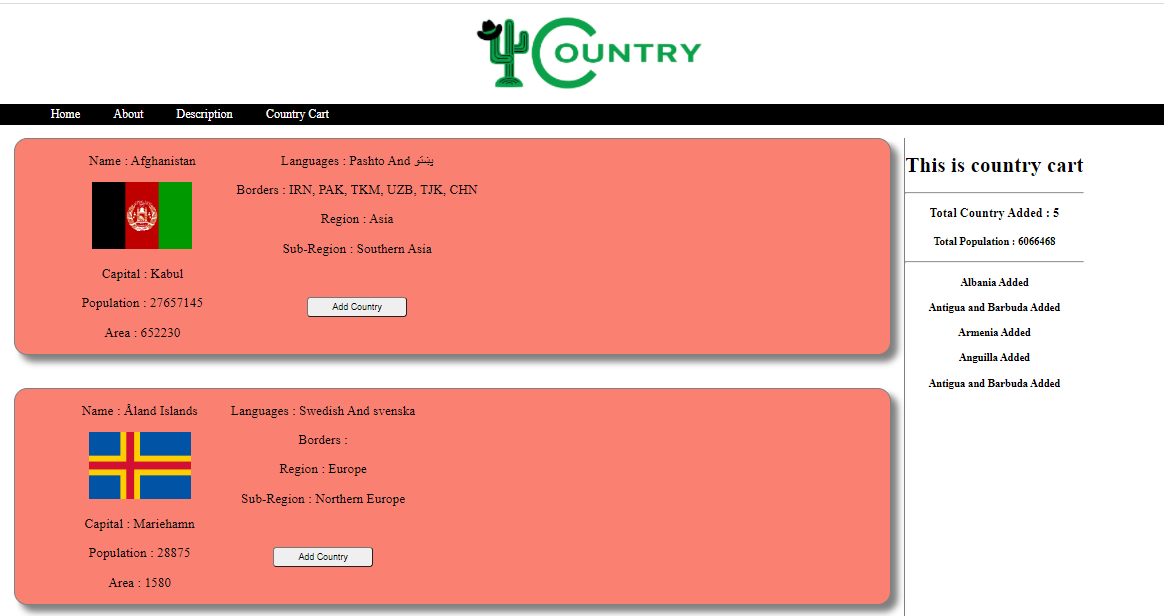 COUNTRY
Home About Description Country Cart
Name : Afghanistan
Capital : Kabul
Population : 27657145
Area : 652230
Languages : Pashto And پښتو
Borders : IRN, PAK, TKM, UZB, TJK, CHN
Region : Asia
Sub-Region : Southern Asia
Add Country
Name : Åland Islands
Capital : Mariehamn
Population : 28875
Area : 1580
Languages : Swedish And svenska
Borders :
Region : Europe
Sub-Region : Northern Europe
Add Country
This is country cart
Total Country Added : 5
Total Population : 6066468
Albania Added
Antigua and Barbuda Added
Armenia Added
Anguilla Added
Antigua and Barbuda Added